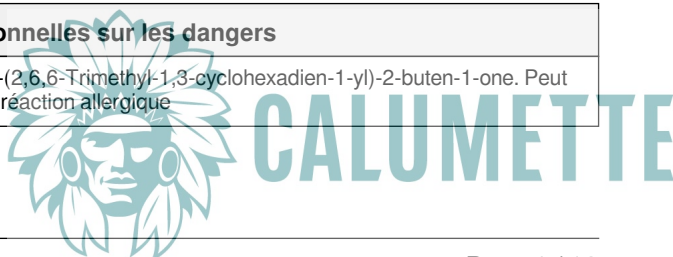 onnelles sur les dangers
-(2,6,6-Trimethyl-1,3-cyclohexadien-1-yl)-2-buten-1-one. Peut
réaction allergique
CALUMETTE